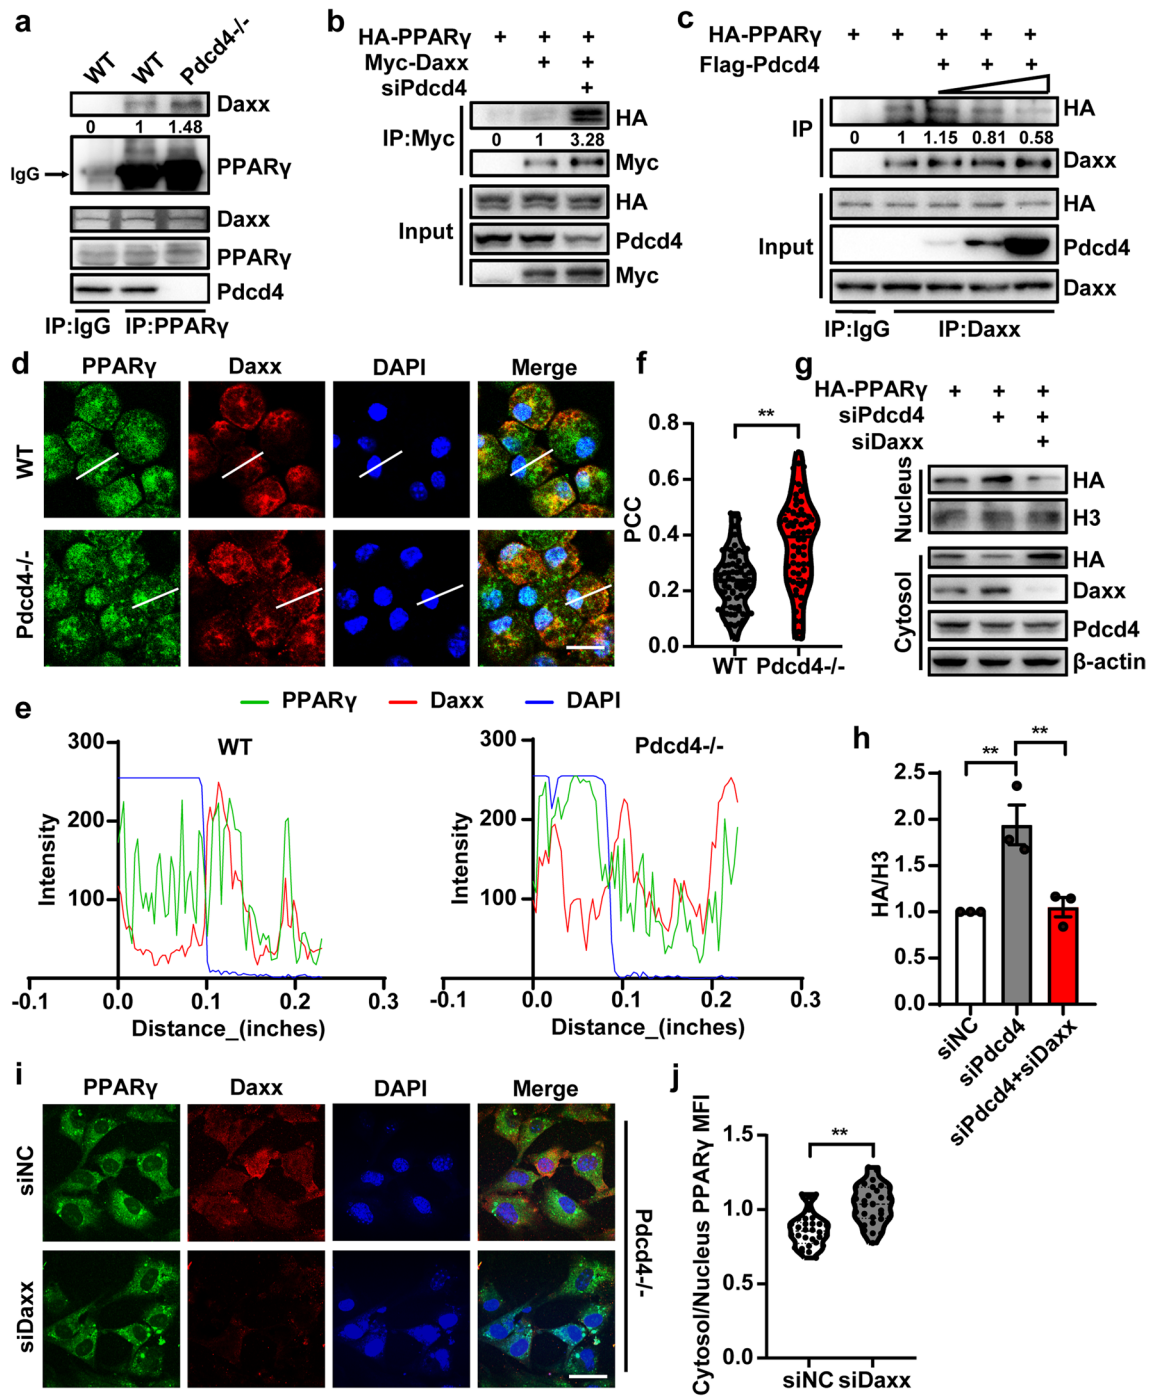 a
WT
WT
Pdcd4-/-
Daxx
0 1 1.48
IgG
PPARγ
Daxx
PPARγ
Pdcd4
IP:IgG IP:PPARγ
b
HA-PPARγ + + +
Myc-Daxx + +
siPdcd4 +
IP:Myc
HA
0 1 3.28
Myc
Input
HA
Pdcd4
Myc
c
HA-PPARγ + + + + +
Flag-Pdcd4 + + +
IP
HA
0 1 1.15 0.81 0.58
Daxx
Input
HA
Pdcd4
Daxx
IP:IgG IP:Daxx
d
PPARγ Daxx DAPI Merge
WT
Pdcd4-/-
f
PCC
0.8
0.6
0.4
0.2
0.0
**
WT Pdcd4-/-
g
HA-PPARγ + + +
siPdcd4 + +
siDaxx +
Nucleus
HA
H3
Cytosol
HA
Daxx
Pdcd4
β-actin
e
PPARγ Daxx DAPI
WT
Intensity
300
200
100
0
-0.1 0.0 0.1 0.2 0.3
Distance_(inches)
Pdcd4-/-
Intensity
300
200
100
0
-0.1 0.0 0.1 0.2 0.3
Distance_(inches)
h
HA/H3
2.5
2.0
1.5
1.0
0.5
0.0
** **
siNC
siPdcd4
siPdcd4+siDaxx
i
PPARγ Daxx DAPI Merge
siNC
siDaxx
Pdcd4-/-
j
Cytosol/Nucleus PPARγ MFI
1.5
1.0
0.5
0.0
**
siNC siDaxx